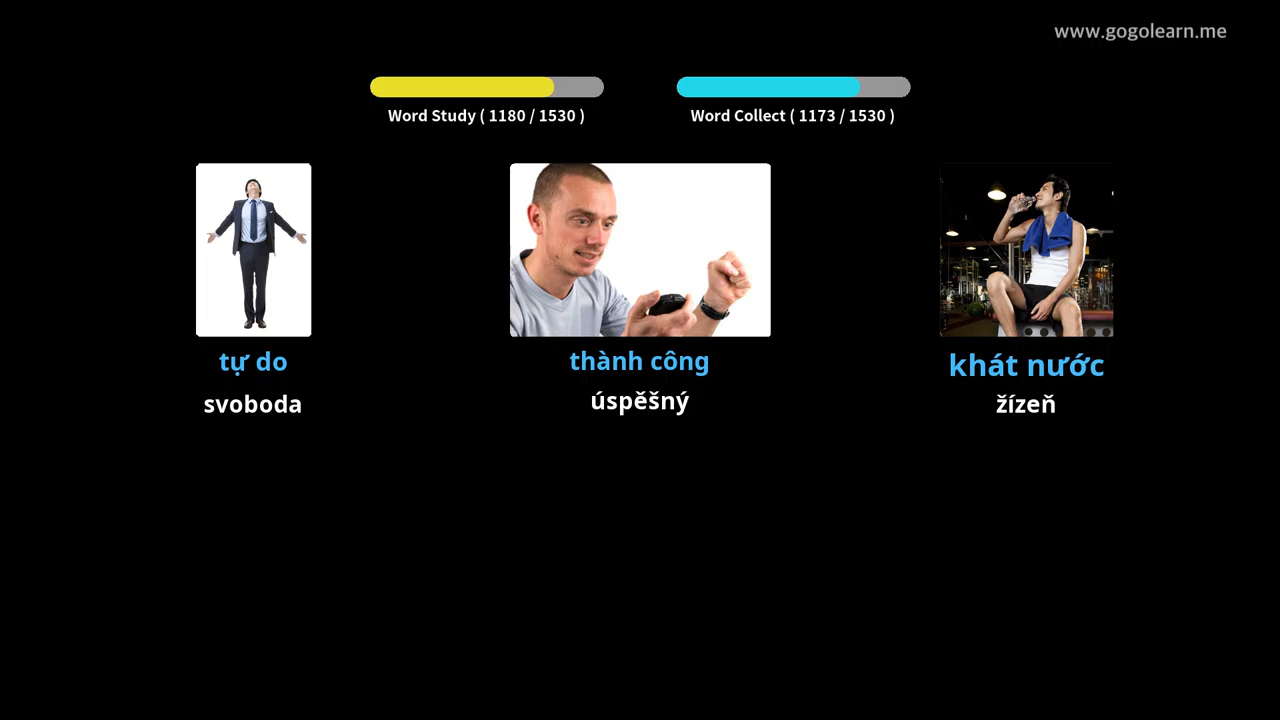 www.gogolearn.me
Word Study ( 1180 / 1530 )
Word Collect ( 1173 / 1530 )
tự do
svoboda
thành công
úspěšný
khát nước
žízeň